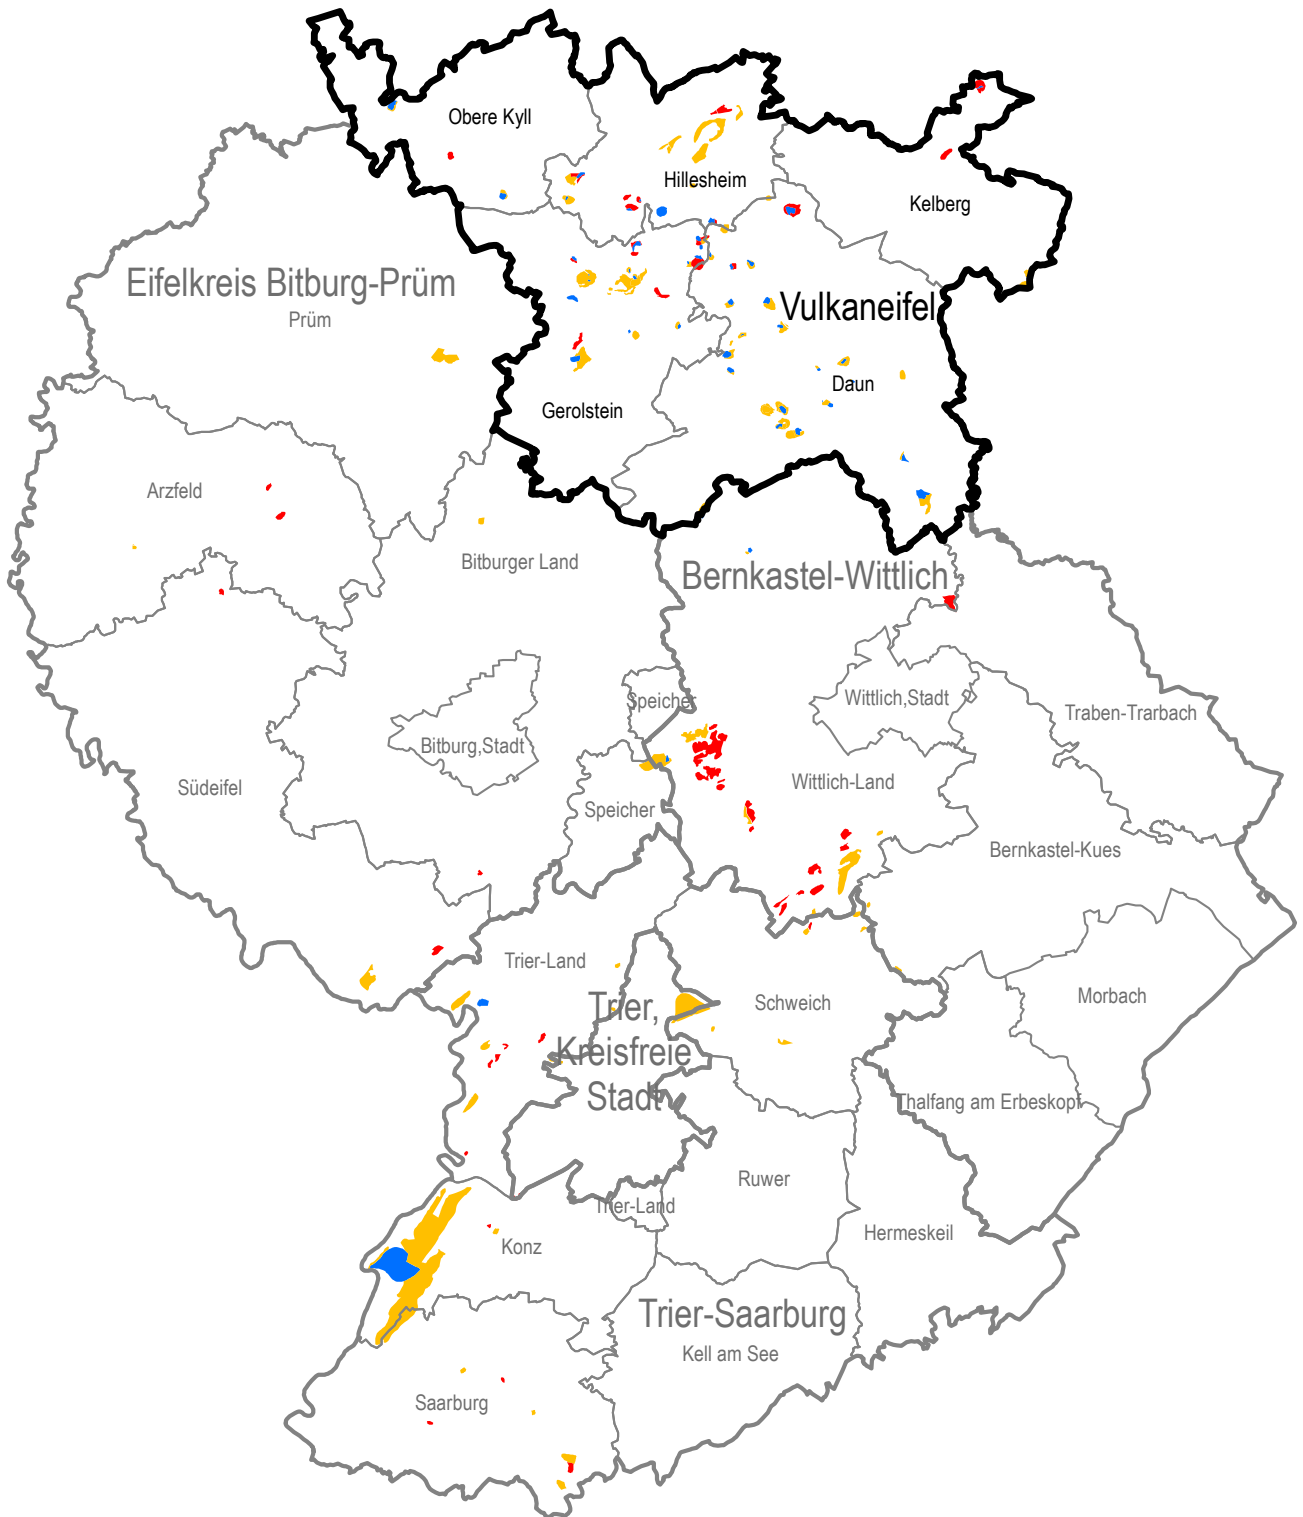 Obere Kyll
Hillesheim
Kelberg
Eifelkreis Bitburg-Prüm
Prüm
Vulkaneifel
Daun
Gerolstein
Arzfeld
Bitburger Land
Bernkastel-Wittlich
Speicher
Wittlich,Stadt
Traben-Trarbach
Bitburg,Stadt
Südeifel
Wittlich-Land
Speicher
Bernkastel-Kues
Trier-Land
Morbach
Schweich
Trier,
Kreisfreie
Stadt
Thalfang am Erbeskopf
Ruwer
Trier-Land
Hermeskeil
Konz
Trier-Saarburg
Kell am See
Saarburg